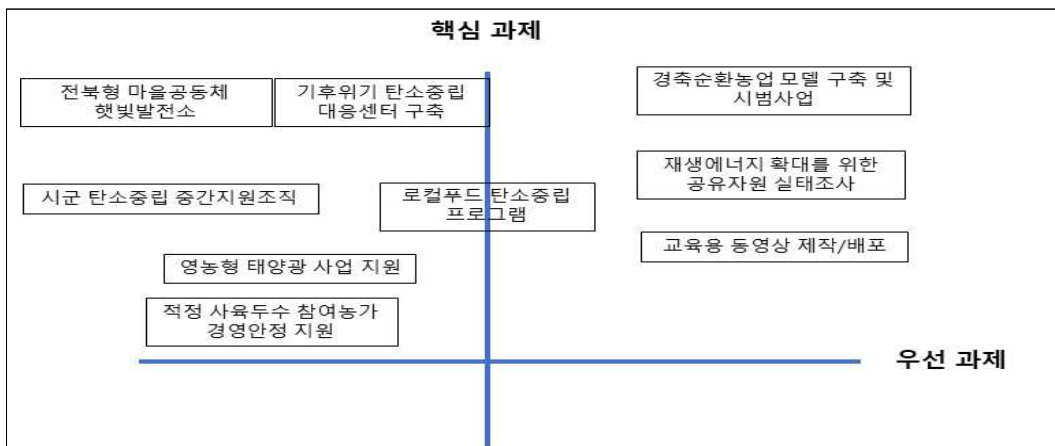 핵심 과제
전북형 마을공동체
햇빛발전소
기후위기 탄소중립
대응센터 구축
경축순환농업 모델 구축 및
시범사업
시군 탄소중립 중간지원조직
로컬푸드 탄소중립
프로그램
재생에너지 확대를 위한
공유자원 실태조사
영농형 태양광 사업 지원
교육용 동영상 제작/배포
적정 사육두수 참여농가
경영안정 지원
우선 과제